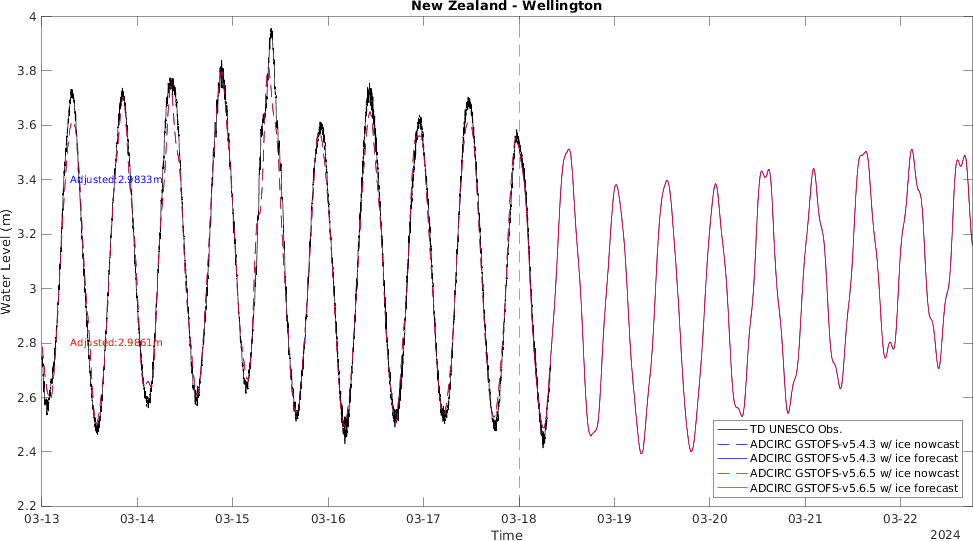 New Zealand - Wellington
4
3.8
3.6
3.4
3.2
3
2.8
2.6
2.4
2.2
Water Level (m)
Adjusted:2.9833m
Adjusted:2.9861m
TD UNESCO Obs.
ADCIRC GSTOFS-v5.4.3 w/ ice nowcast
ADCIRC GSTOFS-v5.4.3 w/ ice forecast
ADCIRC GSTOFS-v5.6.5 w/ ice nowcast
ADCIRC GSTOFS-v5.6.5 w/ ice forecast
03-13 03-14 03-15 03-16 03-17 03-18 03-19 03-20 03-21 03-22
Time
2024